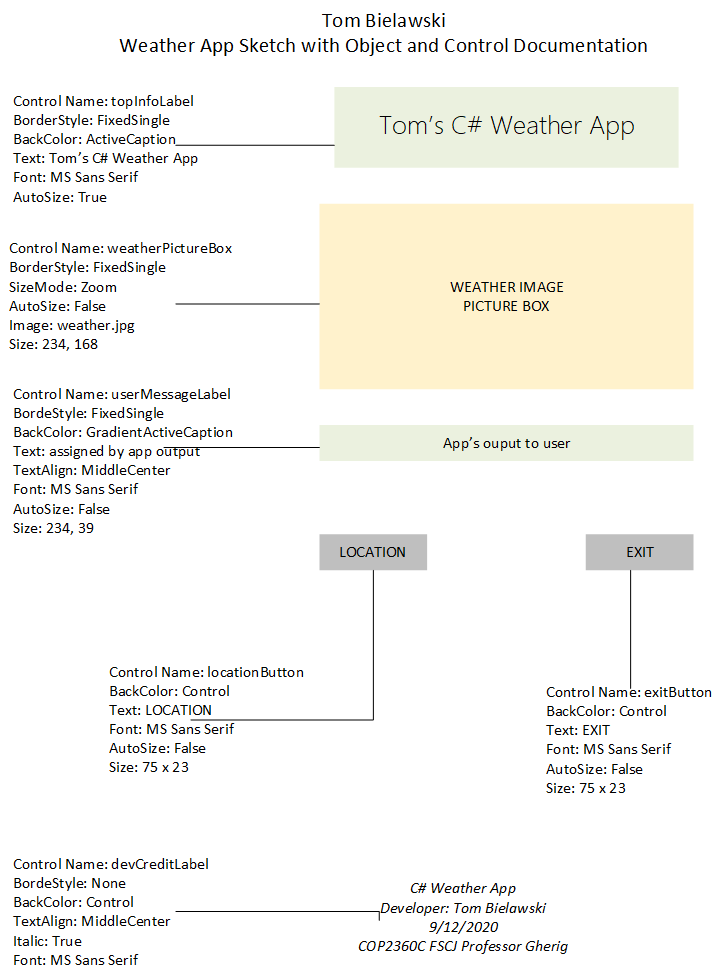 Tom Bielawski
Weather App Sketch with Object and Control Documentation
Control Name: topInfoLabel
BorderStyle: FixedSingle
BackColor: ActiveCaption
Text: Tom's C# Weather App
Font: MS Sans Serif
AutoSize: True
Tom's C# Weather App
Control Name: weatherPictureBox
BorderStyle: FixedSingle
SizeMode: Zoom
AutoSize: False
Image: weather.jpg
Size: 234, 168
WEATHER IMAGE
PICTURE BOX
Control Name: userMessageLabel
BordeStyle: FixedSingle
BackColor: GradientActiveCaption
Text: assigned by app output
TextAlign: MiddleCenter
Font: MS Sans Serif
AutoSize: False
Size: 234, 39
App's ouput to user
LOCATION
EXIT
Control Name: locationButton
BackColor: Control
Text: LOCATION
Font: MS Sans Serif
AutoSize: False
Size: 75 x 23
Control Name: exitButton
BackColor: Control
Text: EXIT
Font: MS Sans Serif
AutoSize: False
Size: 75 x 23
Control Name: devCreditLabel
BordeStyle: None
BackColor: Control
TextAlign: MiddleCenter
Italic: True
Font: MS Sans Serif
C# Weather App
Developer: Tom Bielawski
9/12/2020
COP2360C FSCJ Professor Gherig